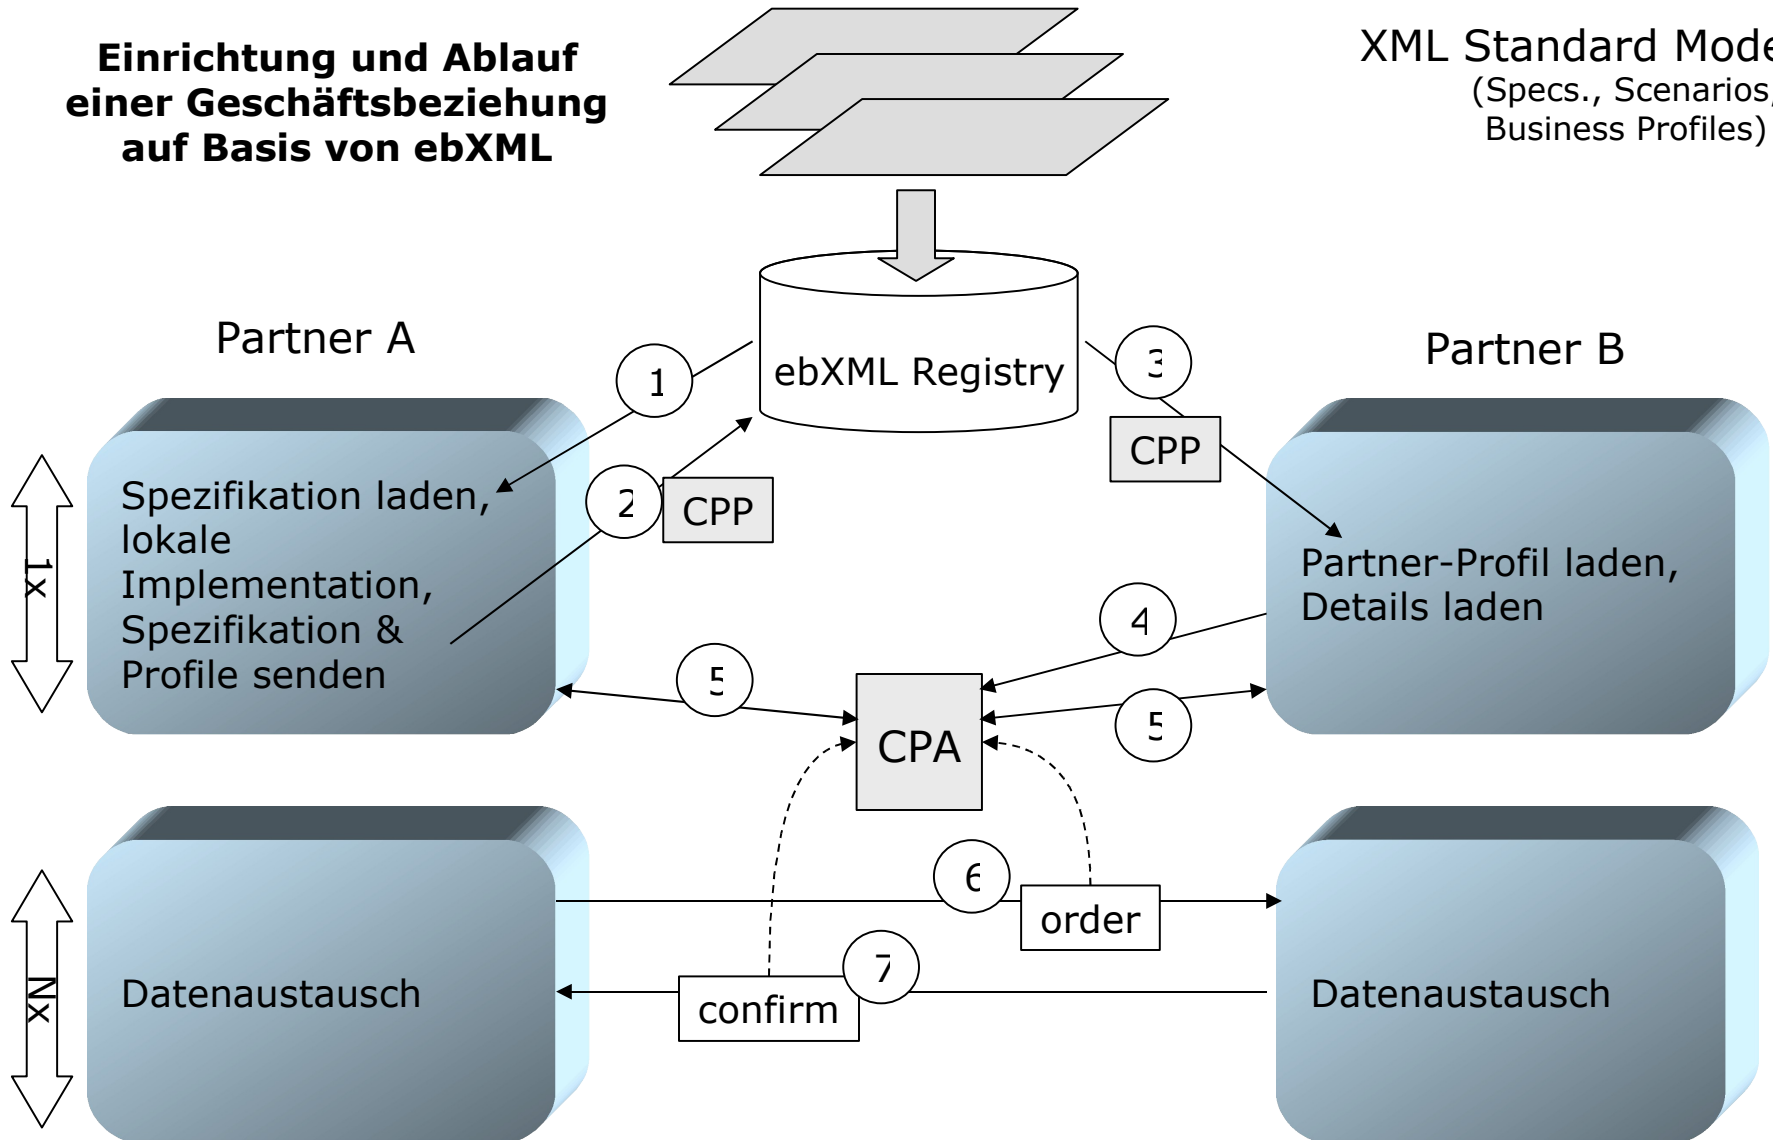 Einrichtung und Ablauf
einer Geschäftsbeziehung
auf Basis von ebXML
XML Standard Mode
(Specs., Scenarios,
Business Profiles)
Partner A
ebXML Registry
Partner B
1
3
CPP
2
CPP
Spezifikation laden,
lokale
Implementation,
Spezifikation &
Profile senden
1x
Partner-Profil laden,
Details laden
4
5
5
CPA
6
order
7
confirm
Nx
Datenaustausch
Datenaustausch